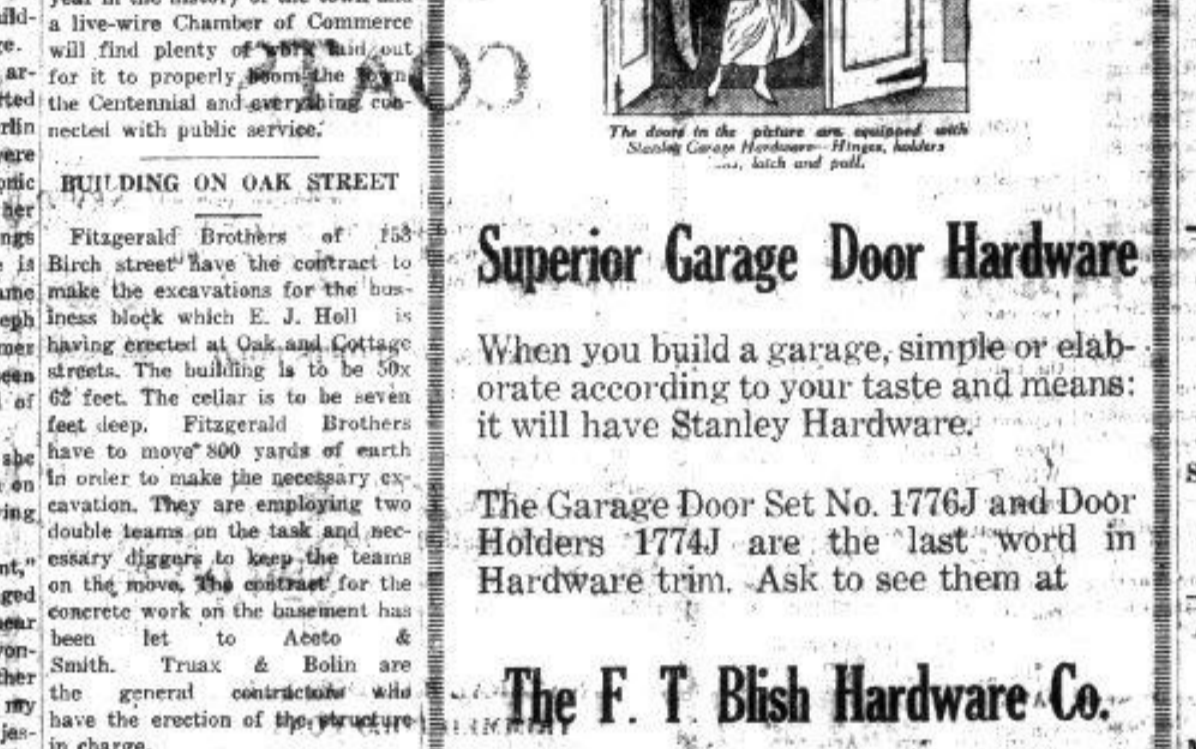 a live-wire Chamber of Commerce
will find plenty of work laid out
for it to properly boom the town,
the Centennial and everything con-
nected with public service.
BUILDING ON OAK STREET
Fitzgerald Brothers of 153
Birch street have the contract to
make the excavations for the bus-
iness block which E. J. Holl is
having erected at Oak and Cottage
streets. The building is to be 50x
62 feet. The cellar is to be seven
feet deep. Fitzgerald Brothers
have to move 800 yards of earth
in order to make the necessary ex-
cavation. They are employing two
double teams on the task and nec-
essary diggers to keep the teams
on the move. The contract for the
concrete work on the basement has
been let to Aceto &
Smith. Truax & Bolin are
the general contractors who
have the erection of the structure
in charge.
The doors in the picture are equipped with
Stanley Garage Hardware—Hinges, holders
latch and pull.
Superior Garage Door Hardware
When you build a garage, simple or elab-
orate according to your taste and means:
it will have Stanley Hardware.
The Garage Door Set No. 1776J and Door
Holders 1774J are the last word in
Hardware trim. Ask to see them at
The F. T Blish Hardware Co.